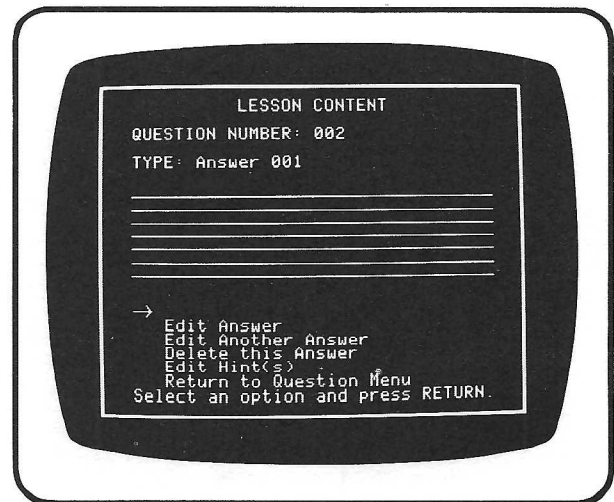 LESSON CONTENT
QUESTION NUMBER: 002
TYPE: Answer 001
→
Edit Answer
Edit Another Answer
Delete this Answer
Edit Hint(s)
Return to Question Menu
Select an option and press RETURN.